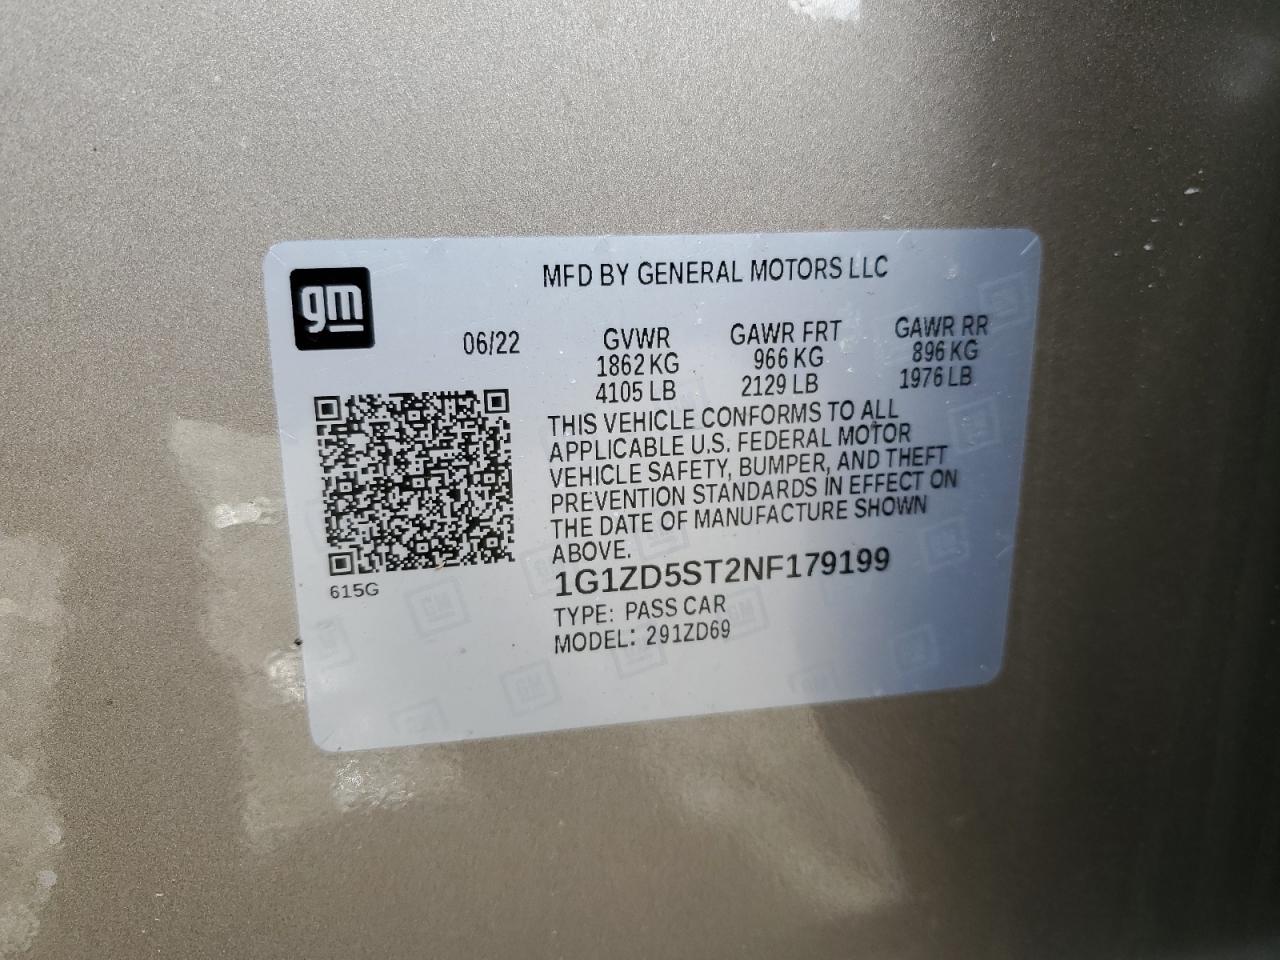 gm
MFD BY GENERAL MOTORS LLC
06/22 GVWR GAWR FRT GAWR RR
1862 KG 966 KG 896 KG
4105 LB 2129 LB 1976 LB
THIS VEHICLE CONFORMS TO ALL
APPLICABLE U.S. FEDERAL MOTOR
VEHICLE SAFETY, BUMPER, AND THEFT
PREVENTION STANDARDS IN EFFECT ON
THE DATE OF MANUFACTURE SHOWN
ABOVE.
615G
1G1ZD5ST2NF179199
TYPE: PASS CAR
MODEL: 291ZD69